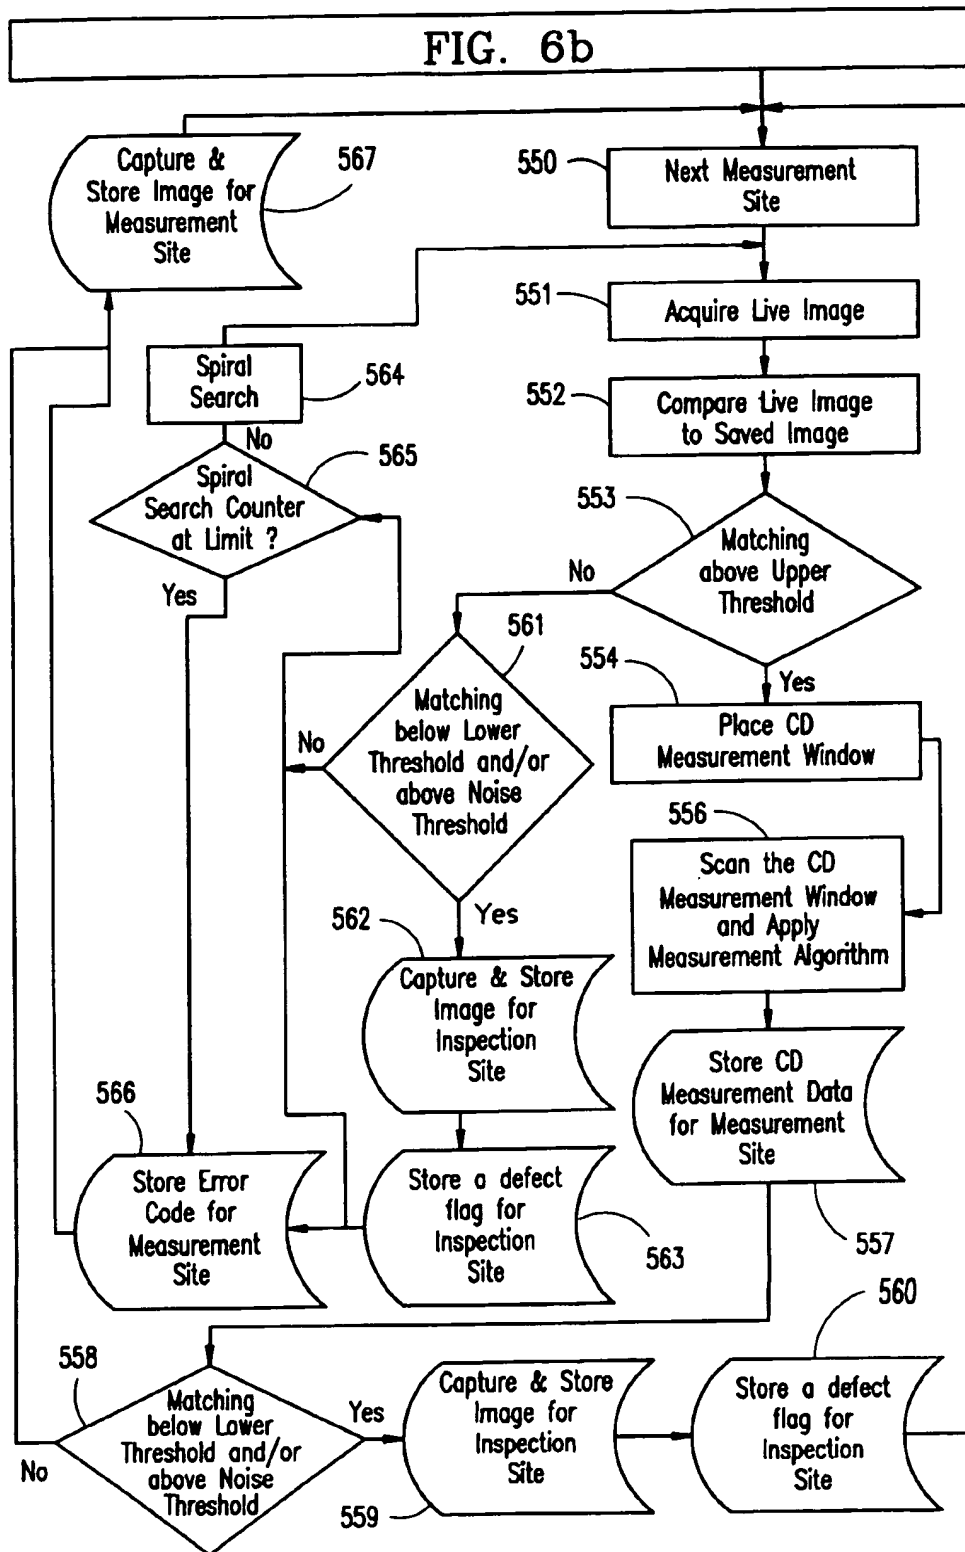 FIG. 6b
Capture &
Store Image for
Measurement
Site
567
550
Next Measurement
Site
551
Acquire Live Image
Spiral
Search
564
552
Compare Live Image
to Saved Image
No
565
Spiral
Search Counter
at Limit ?
Yes
553
Matching
above Upper
Threshold
No
Yes
561
Matching
below Lower
Threshold and/or
above Noise
Threshold
No
Yes
554
Place CD
Measurement Window
556
Scan the CD
Measurement Window
and Apply
Measurement Algorithm
562
Capture & Store
Image for
Inspection
Site
Store CD
Measurement Data
for Measurement
Site
557
566
Store Error
Code for
Measurement
Site
Store a defect
flag for
Inspection
Site
563
558
Matching
below Lower
Threshold and/or
above Noise
Threshold
No
Yes
Capture & Store
Image for
Inspection
Site
559
560
Store a defect
flag for
Inspection
Site